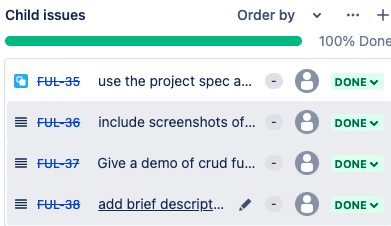 Child issues Order by ...
100% Done
FUL-35 use the project spec a... - DONE
FUL-36 include screenshots of... - DONE
FUL-37 Give a demo of crud fu... - DONE
FUL-38 add brief descript... - DONE